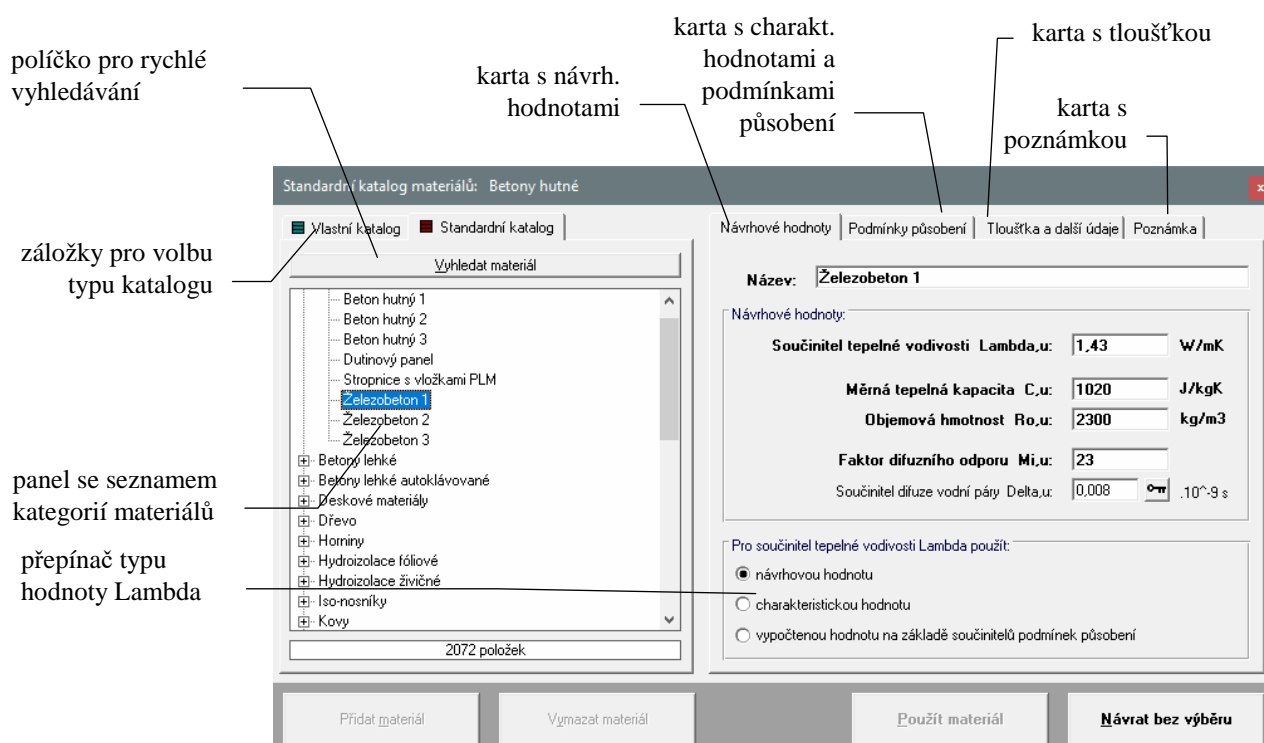 karta s charakt.
hodnotami a
podmínkami
působení
karta s tloušťkou
políčko pro rychlé
vyhledávání
karta s návrh.
hodnotami
karta s
poznámkou
Standardní katalog materiálů:   Betony hutné
x
Vlastní katalog Standardní katalog
Návrhové hodnoty Podmínky působení Tloušťka a další údaje Poznámka
záložky pro volbu
typu katalogu
Vyhledat materiál
Beton hutný 1
Beton hutný 2
Beton hutný 3
Dutinový panel
Stropnice s vložkami PLM
Železobeton 1
Železobeton 2
Železobeton 3
Betony lehké
Betony lehké autoklávované
Deskové materiály
Dřevo
Horniny
Hydroizolace fóliové
Hydroizolace živičné
Iso-nosníky
Kovy
2072 položek
panel se seznamem
kategorií materiálů
přepínač typu
hodnoty Lambda
Název: Železobeton 1
Návrhové hodnoty:
Součinitel tepelné vodivosti Lambda,u: 1,43 W/mK
Měrná tepelná kapacita C,u: 1020 J/kgK
Objemová hmotnost Ro,u: 2300 kg/m3
Faktor difuzního odporu Mi,u: 23
Součinitel difuze vodní páry Delta,u: 0,008 .10^-9 s
Pro součinitel tepelné vodivosti Lambda použít:
návrhovou hodnotu
charakteristickou hodnotu
vypočtenou hodnotu na základě součinitelů podmínek působení
Přidat materiál Vymazat materiál Použít materiál Návrat bez výběru